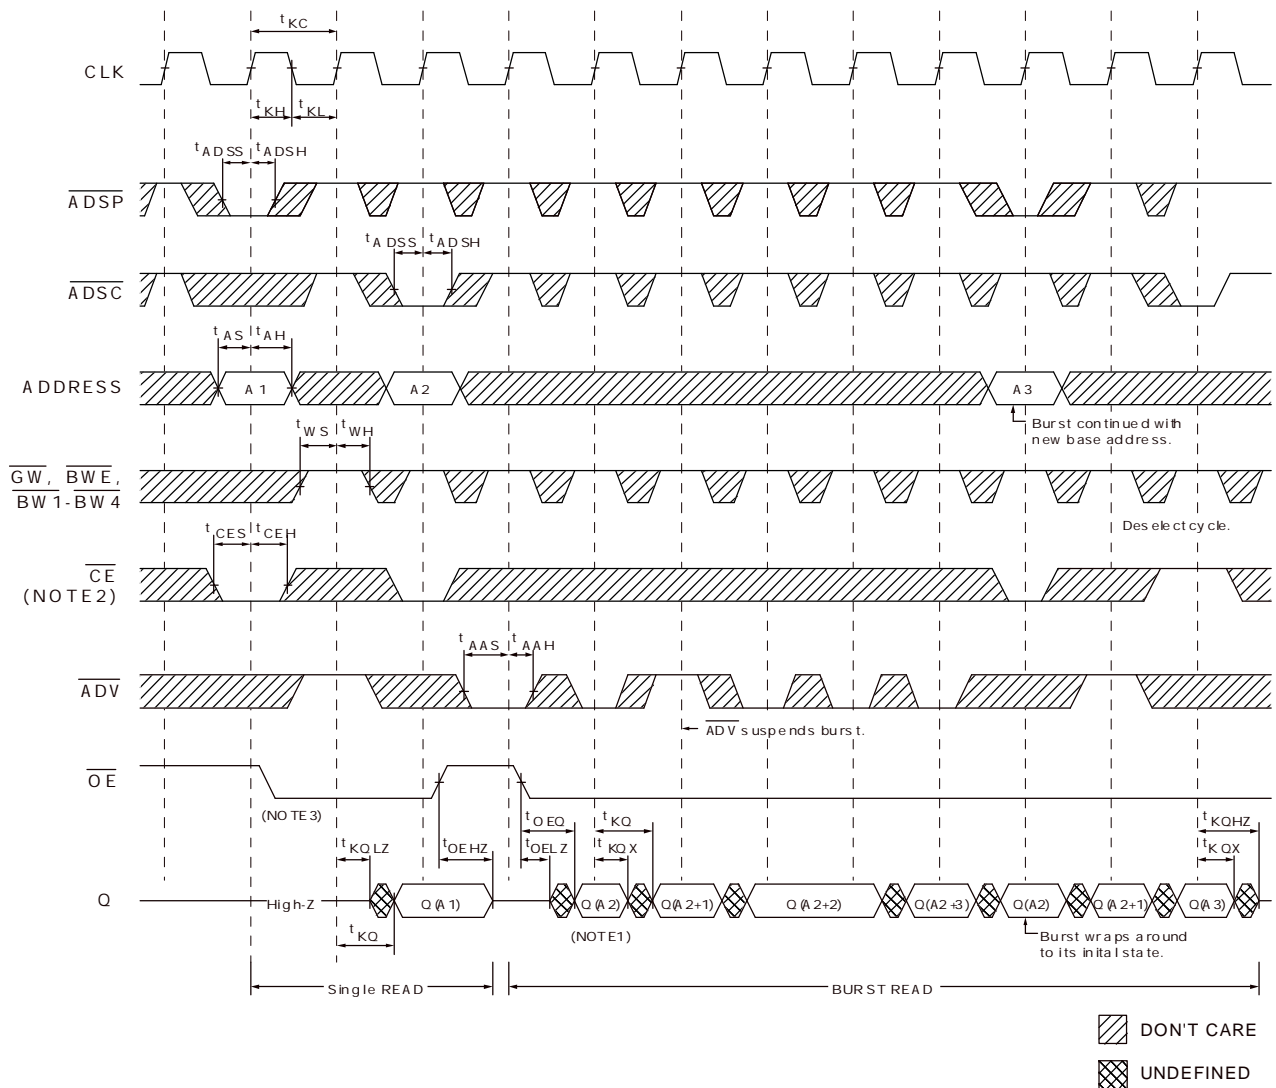 tKC
CLK
tKH tKL
tADSS tADSH
ADSP
tADSS tADSH
ADSC
tAS tAH
ADDRESS A1 A2 A3
Burst continued with
new base address.
tWS tWH
GW, BWE,
BW1-BW4
Deselect cycle.
tCES tCEH
CE
(NOTE2)
tAAS tAAH
ADV
ADV suspends burst.
OE
(NOTE3)
tOEQ tKQ tKQHZ
tKQLZ tOEHZ tOELZ tKQX tKQX
Q High-Z Q(A1) Q(A2) Q(A2+1) Q(A2+2) Q(A2+3) Q(A2) Q(A2+1) Q(A3)
tKQ
(NOTE1)
Burst wraps around
to its inital state.
Single READ BURST READ
DON'T CARE
UNDEFINED